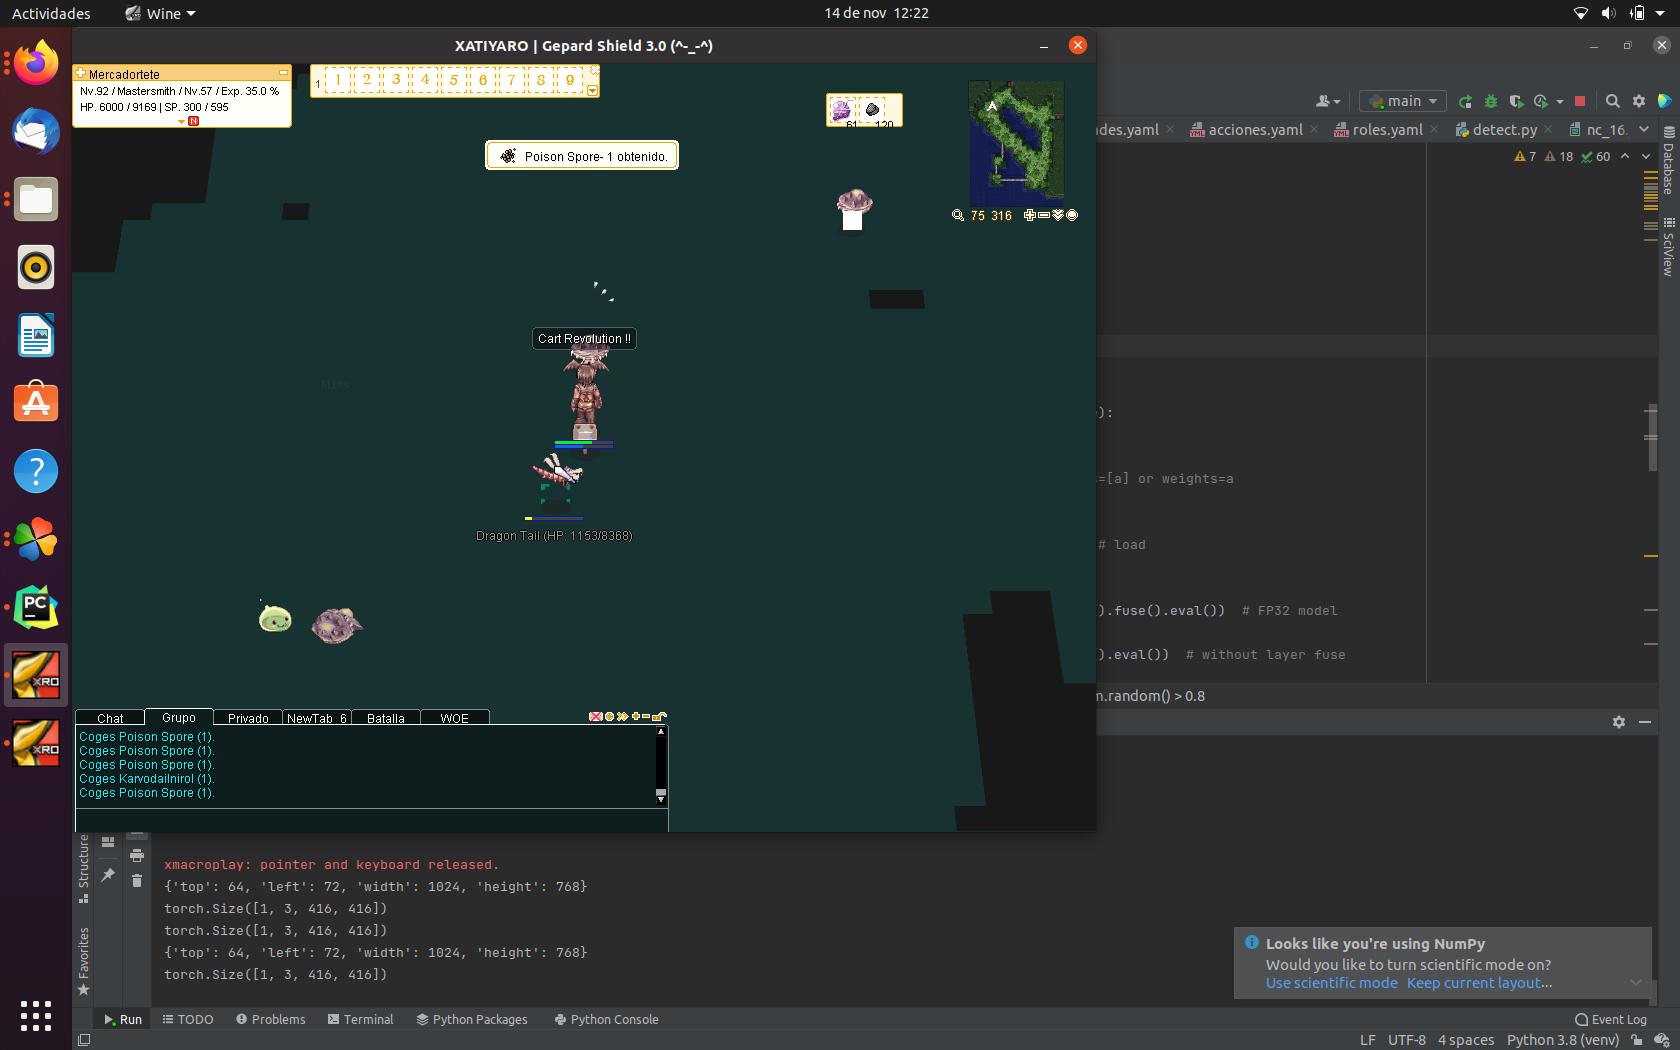 Actividades
Wine
14 de nov 12:22
XATIYARO | Gepard Shield 3.0 (^-_-^)
Mercadortete
Nv.92 / Mastersmith / Nv.57 / Exp. 35.0 %
HP. 6000 / 9169 | SP. 300 / 595
N
1 1 2 3 4 5 6 7 8 9
61 120
Poison Spore- 1 obtenido.
A
75 316
Cart Revolution !!
Miss
Dragon Tail (HP: 1153/8368)
Chat Grupo Privado NewTab_6 Batalla WOE
Coges Poison Spore (1).
Coges Poison Spore (1).
Coges Poison Spore (1).
Coges Karvodailnirol (1).
Coges Poison Spore (1).
main
des.yaml acciones.yaml roles.yaml detect.py nc_16.
7 18 60
Database
SciView
):
=[a] or weights=a
# load
).fuse().eval()) # FP32 model
).eval()) # without layer fuse
m.random() > 0.8
PC
XRO
XRO
Structure
Favorites
xmacroplay: pointer and keyboard released.
{'top': 64, 'left': 72, 'width': 1024, 'height': 768}
torch.Size([1, 3, 416, 416])
torch.Size([1, 3, 416, 416])
{'top': 64, 'left': 72, 'width': 1024, 'height': 768}
torch.Size([1, 3, 416, 416])
Looks like you're using NumPy
Would you like to turn scientific mode on?
Use scientific mode Keep current layout...
Run TODO Problems Terminal Python Packages Python Console
Event Log
LF UTF-8 4 spaces Python 3.8 (venv)